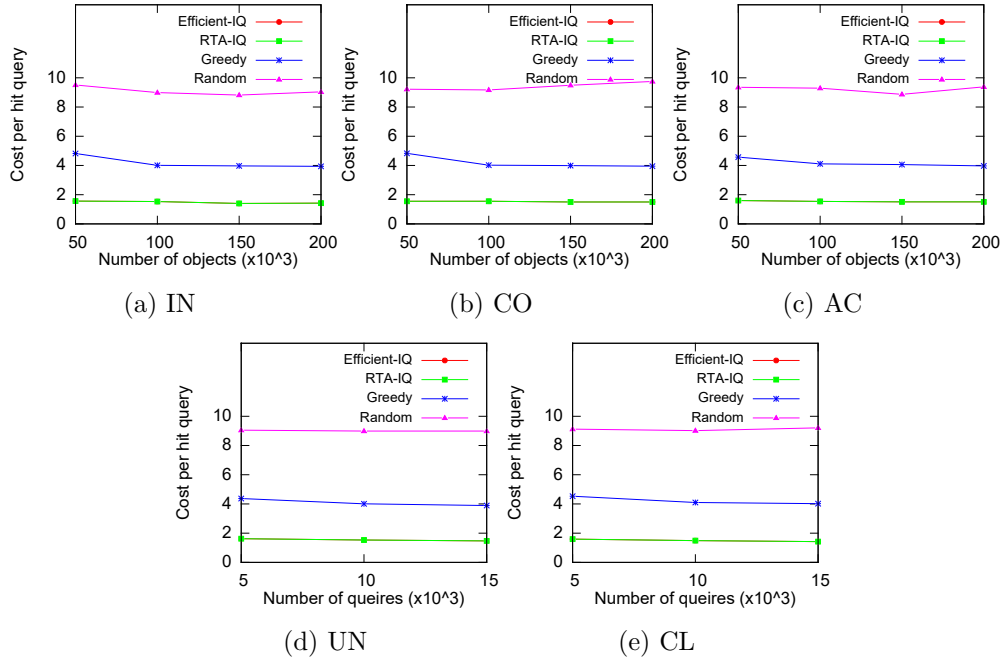 Efficient-IQ
RTA-IQ
Greedy
Random
10
8
6
4
2
0
Cost per hit query
50 100 150 200
Number of objects (x10^3)
(a) IN
Efficient-IQ
RTA-IQ
Greedy
Random
10
8
6
4
2
0
Cost per hit query
50 100 150 200
Number of objects (x10^3)
(b) CO
Efficient-IQ
RTA-IQ
Greedy
Random
10
8
6
4
2
0
Cost per hit query
50 100 150 200
Number of objects (x10^3)
(c) AC
Efficient-IQ
RTA-IQ
Greedy
Random
10
8
6
4
2
0
Cost per hit query
5 10 15
Number of queires (x10^3)
(d) UN
Efficient-IQ
RTA-IQ
Greedy
Random
10
8
6
4
2
0
Cost per hit query
5 10 15
Number of queires (x10^3)
(e) CL